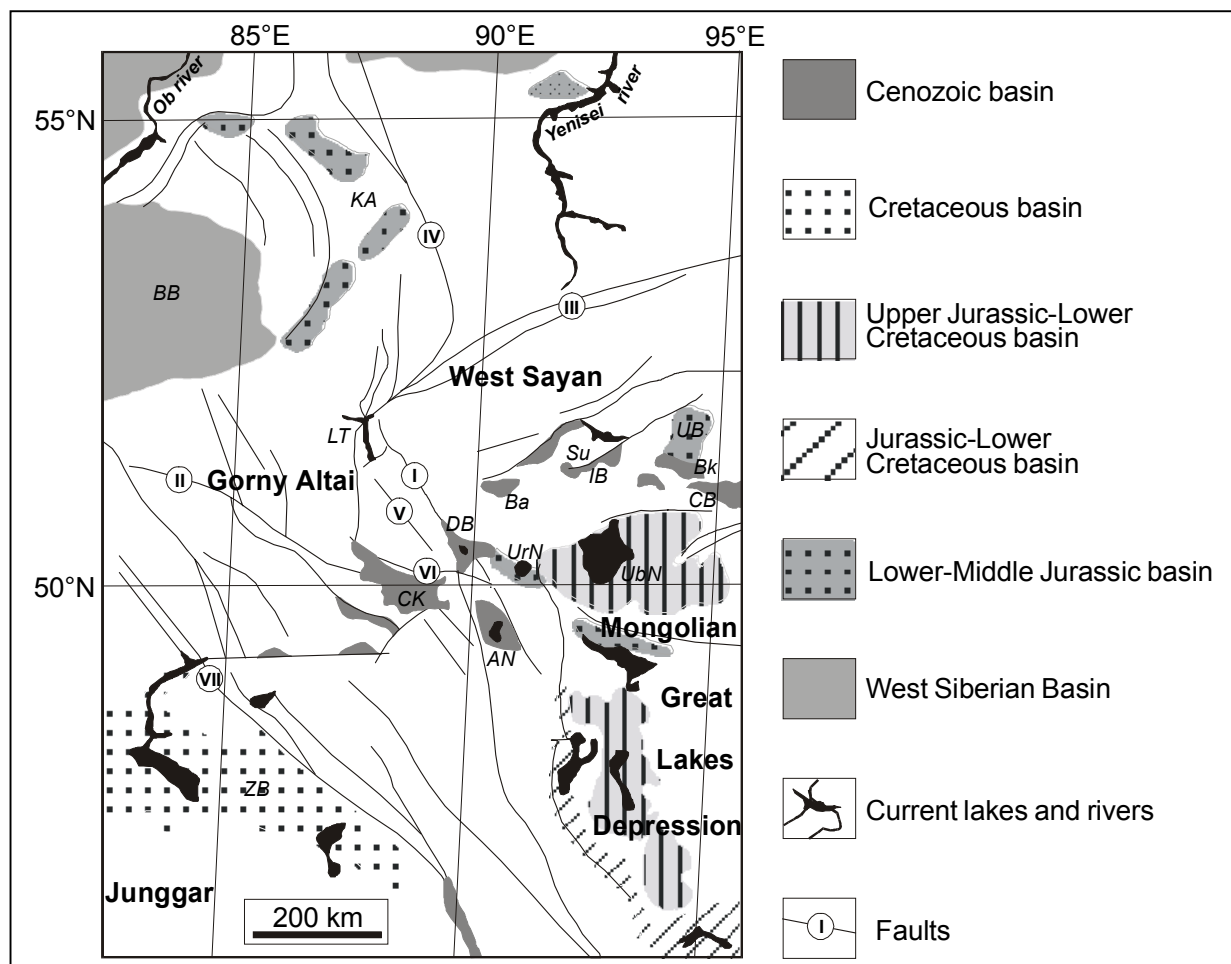 85°E
90°E
95°E
55°N
50°N
Ob river
Yenisei
river
KA
IV
BB
III
West Sayan
LT
UB
Su
IB
Bk
Gorny Altai
I
II
Ba
CB
V
DB
UrN
UbN
VI
CK
Mongolian
AN
VII
Great
Lakes
ZB
Depression
Junggar
200 km
Cenozoic basin
Cretaceous basin
Upper Jurassic-Lower
Cretaceous basin
Jurassic-Lower
Cretaceous basin
Lower-Middle Jurassic basin
West Siberian Basin
Current lakes and rivers
I
Faults